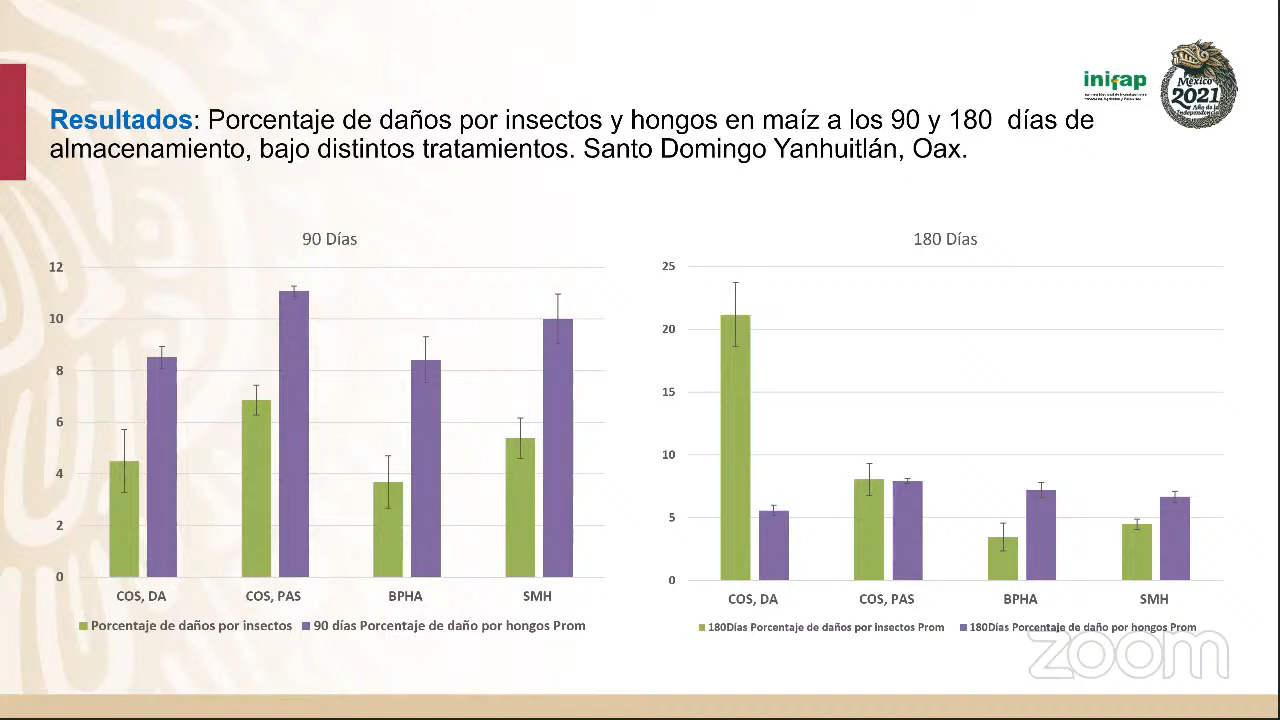 inifap
México
2021
Año de la
Independencia
Resultados: Porcentaje de daños por insectos y hongos en maíz a los 90 y 180 días de
almacenamiento, bajo distintos tratamientos. Santo Domingo Yanhuitlán, Oax.
90 Días
12
10
8
6
4
2
0
COS, DA COS, PAS BPHA SMH
Porcentaje de daños por insectos 90 días Porcentaje de daño por hongos Prom
180 Días
25
20
15
10
5
0
COS, DA COS, PAS BPHA SMH
180Días Porcentaje de daños por insectos Prom 180Días Porcentaje de daño por hongos Prom
zoom